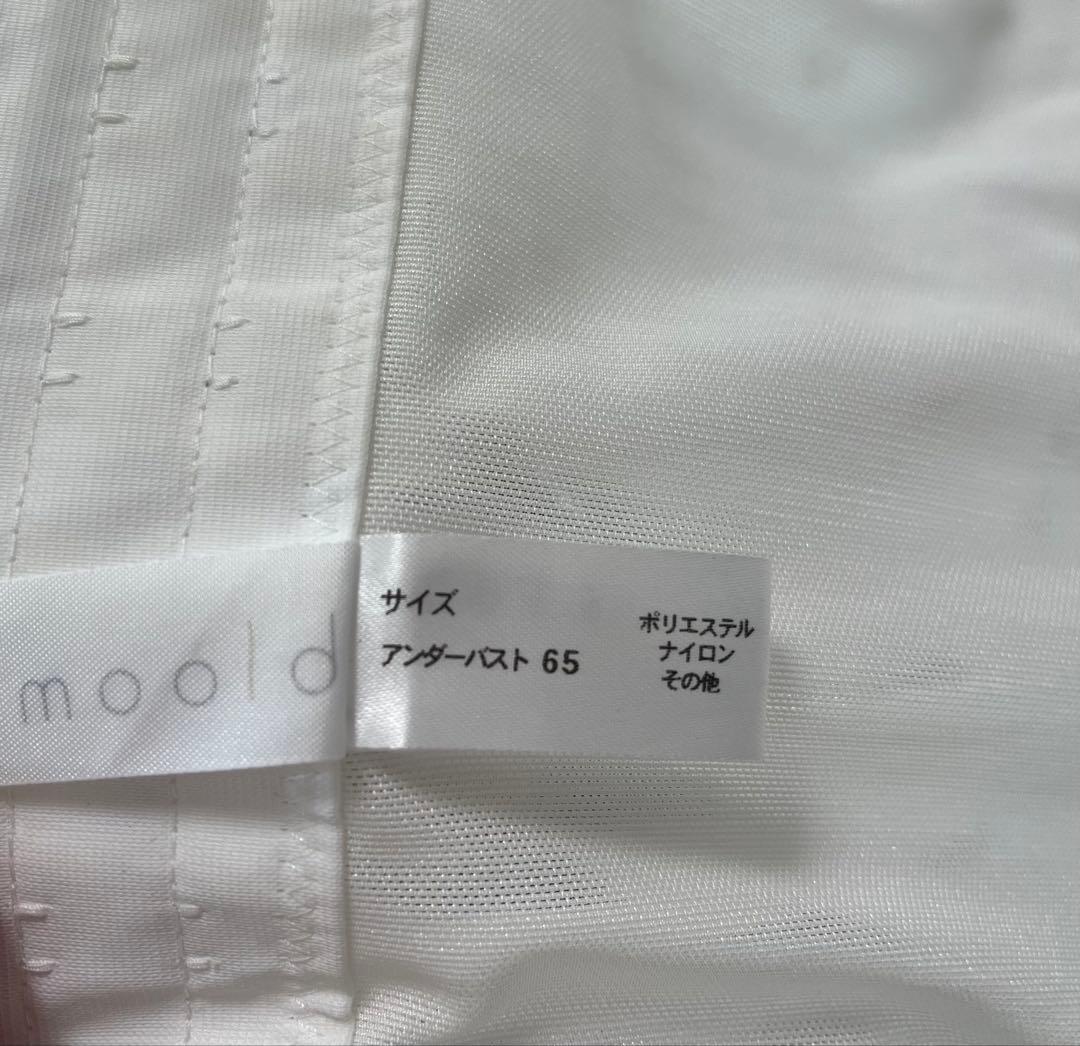 moold
サイズ
アンダーバスト 65
ポリエステル
ナイロン
その他